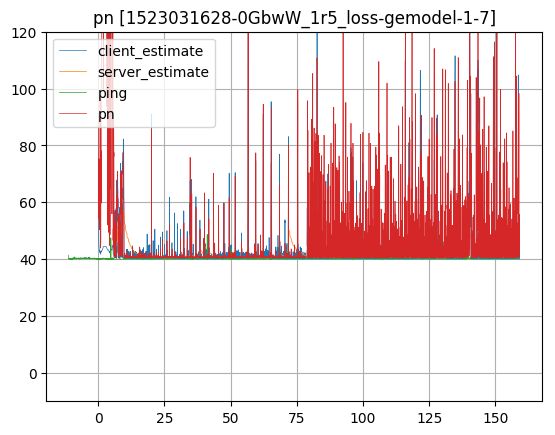 pn [1523031628-0GbwW_1r5_loss-gemodel-1-7]
client_estimate
server_estimate
ping
pn
120
100
80
60
40
20
0
0 25 50 75 100 125 150